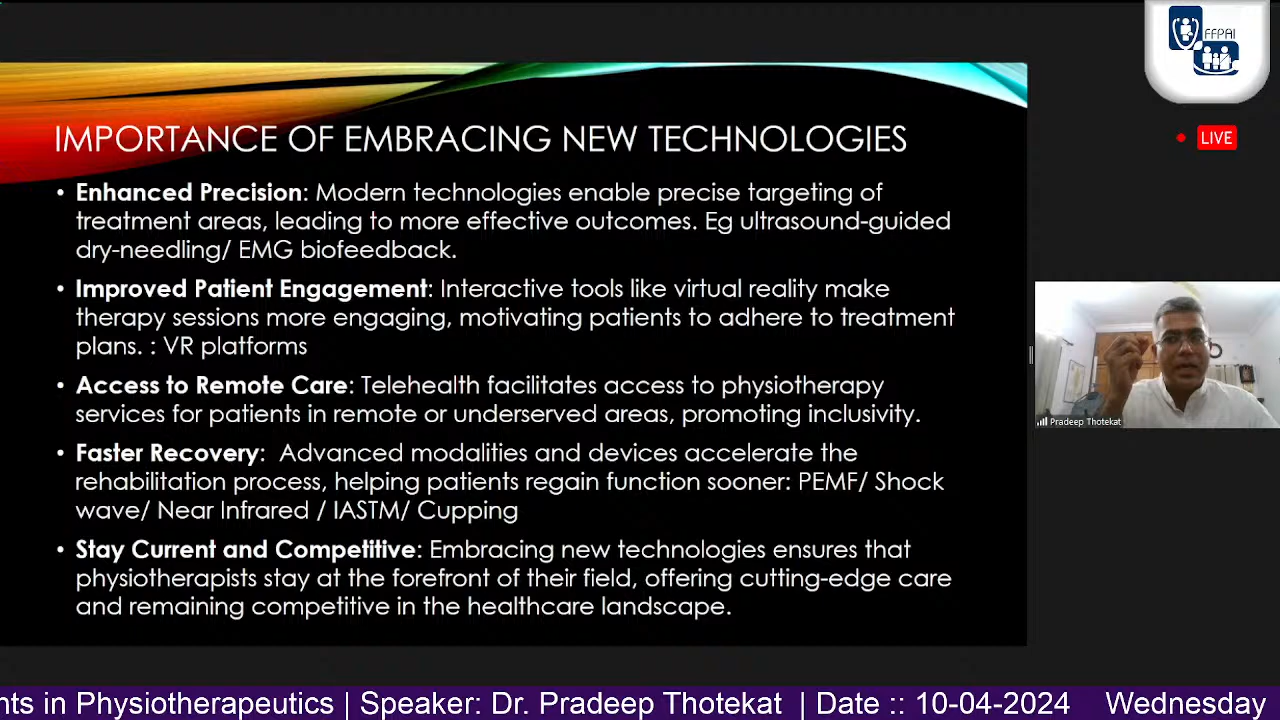 FFPAI
LIVE
IMPORTANCE OF EMBRACING NEW TECHNOLOGIES
• Enhanced Precision: Modern technologies enable precise targeting of
treatment areas, leading to more effective outcomes. Eg ultrasound-guided
dry-needling/ EMG biofeedback.
• Improved Patient Engagement: Interactive tools like virtual reality make
therapy sessions more engaging, motivating patients to adhere to treatment
plans. : VR platforms
• Access to Remote Care: Telehealth facilitates access to physiotherapy
services for patients in remote or underserved areas, promoting inclusivity.
• Faster Recovery:  Advanced modalities and devices accelerate the
rehabilitation process, helping patients regain function sooner: PEMF/ Shock
wave/ Near Infrared / IASTM/ Cupping
• Stay Current and Competitive: Embracing new technologies ensures that
physiotherapists stay at the forefront of their field, offering cutting-edge care
and remaining competitive in the healthcare landscape.
Pradeep Thotekat
nts in Physiotherapeutics | Speaker: Dr. Pradeep Thotekat | Date :: 10-04-2024 Wednesday